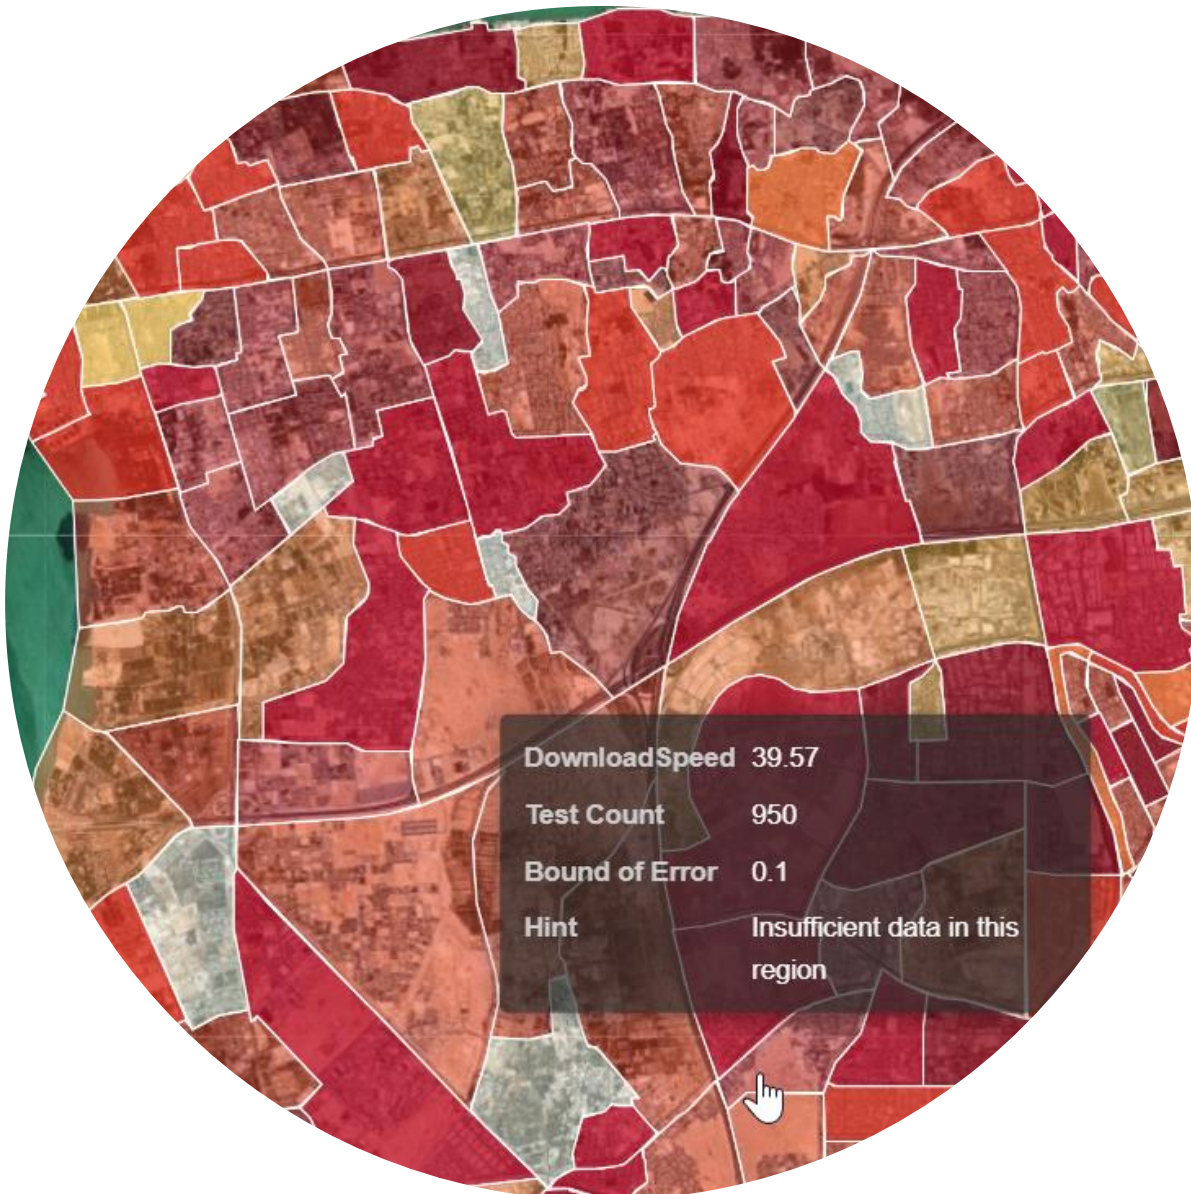 DownloadSpeed 39.57
Test Count 950
Bound of Error 0.1
Hint Insufficient data in this
region